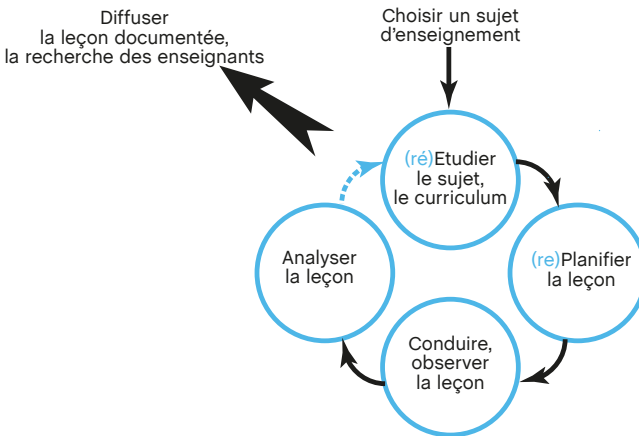 Diffuser
la leçon documentée,
la recherche des enseignants
Choisir un sujet
d’enseignement
(ré)Etudier
le sujet,
le curriculum
(re)Planifier
la leçon
Conduire,
observer
la leçon
Analyser
la leçon